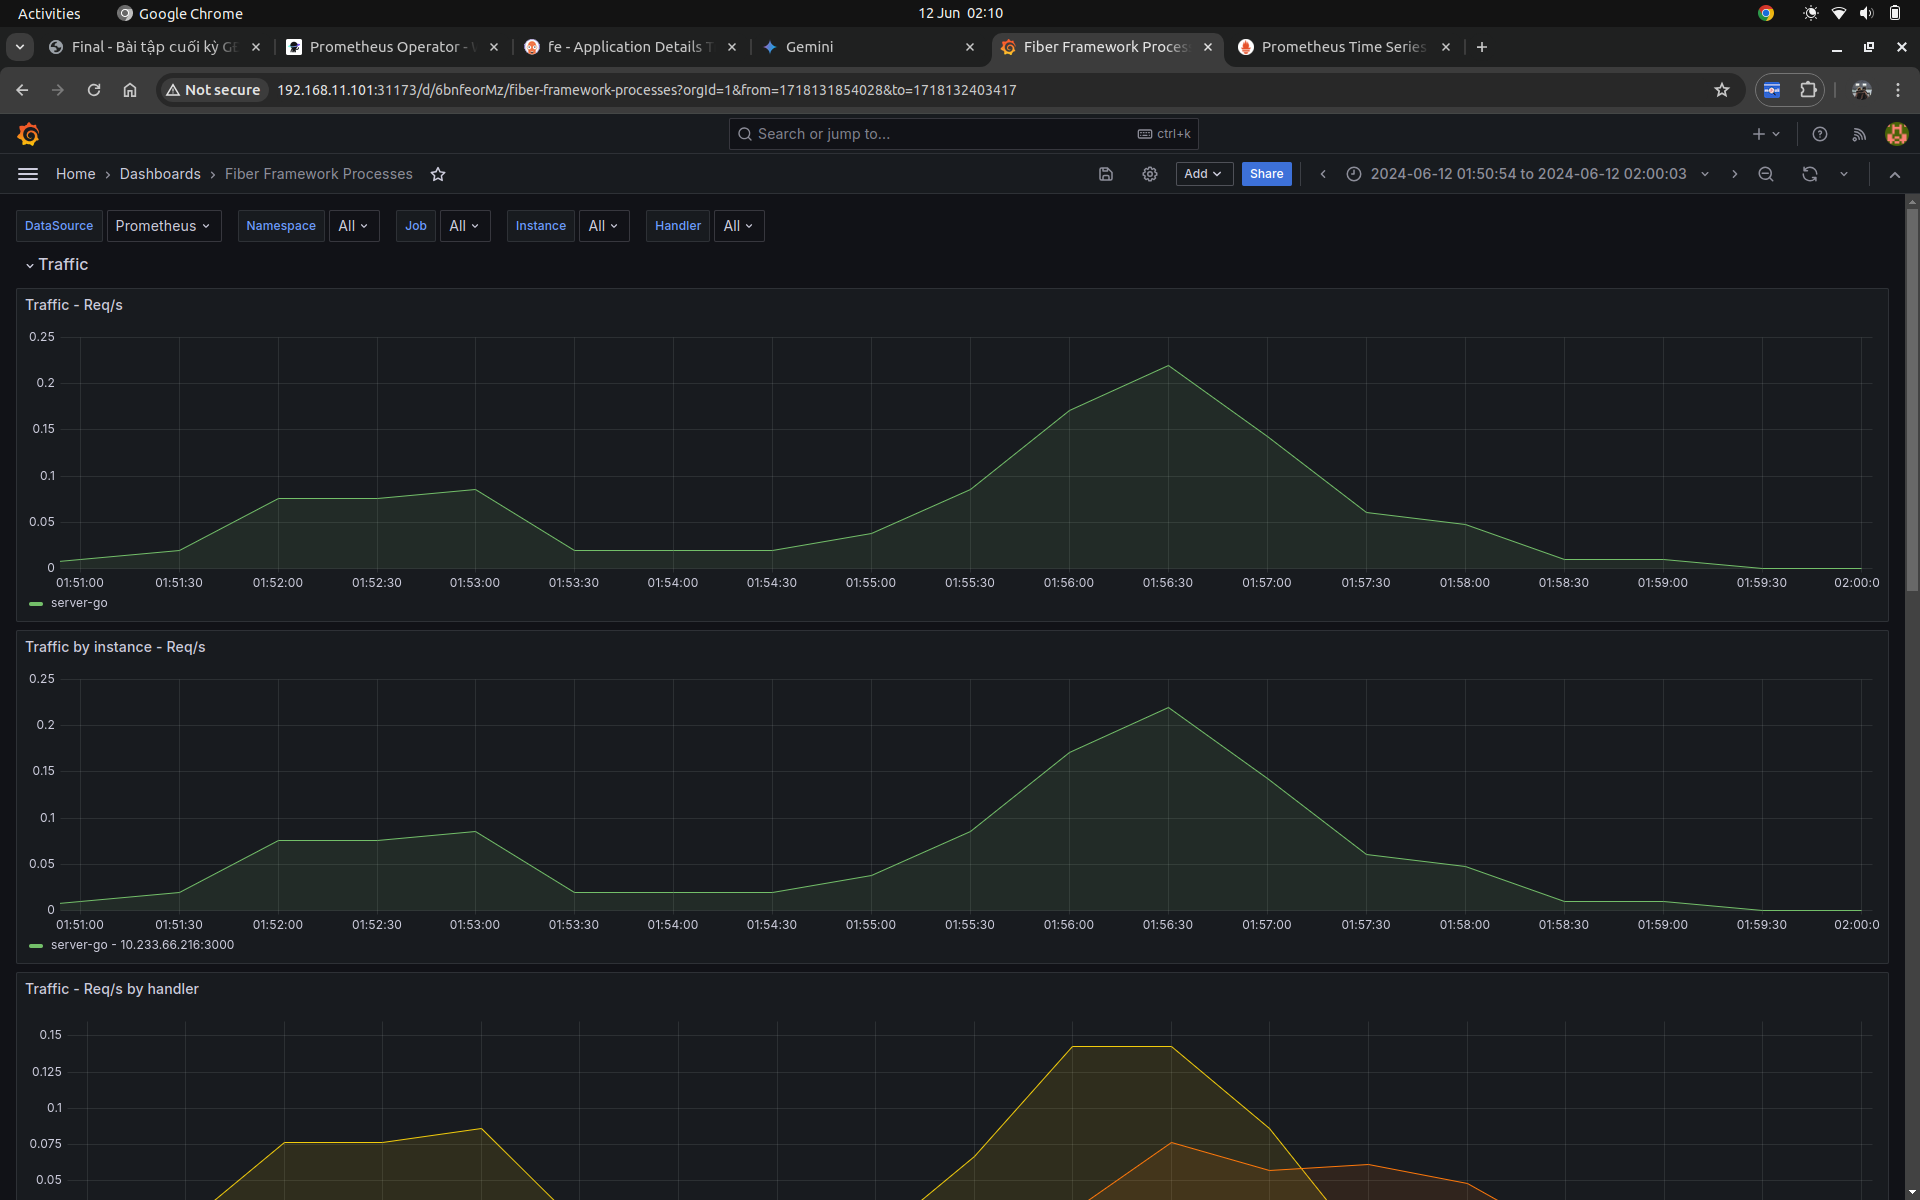 Activities Google Chrome 12 Jun 02:10
Final - Bài tập cuối kỳ Prometheus Operator - fe - Application Details Gemini Fiber Framework Proces Prometheus Time Series
Not secure 192.168.11.101:31173/d/6bnfeorMz/fiber-framework-processes?orgId=1&from=1718131854028&to=1718132403417
Search or jump to... ctrl+k
Home Dashboards Fiber Framework Processes Add Share 2024-06-12 01:50:54 to 2024-06-12 02:00:03
DataSource Prometheus Namespace All Job All Instance All Handler All
Traffic
Traffic - Req/s
0.25
0.2
0.15
0.1
0.05
0
01:51:00 01:51:30 01:52:00 01:52:30 01:53:00 01:53:30 01:54:00 01:54:30 01:55:00 01:55:30 01:56:00 01:56:30 01:57:00 01:57:30 01:58:00 01:58:30 01:59:00 01:59:30 02:00:0
server-go
Traffic by instance - Req/s
0.25
0.2
0.15
0.1
0.05
0
01:51:00 01:51:30 01:52:00 01:52:30 01:53:00 01:53:30 01:54:00 01:54:30 01:55:00 01:55:30 01:56:00 01:56:30 01:57:00 01:57:30 01:58:00 01:58:30 01:59:00 01:59:30 02:00:0
server-go - 10.233.66.216:3000
Traffic - Req/s by handler
0.15
0.125
0.1
0.075
0.05